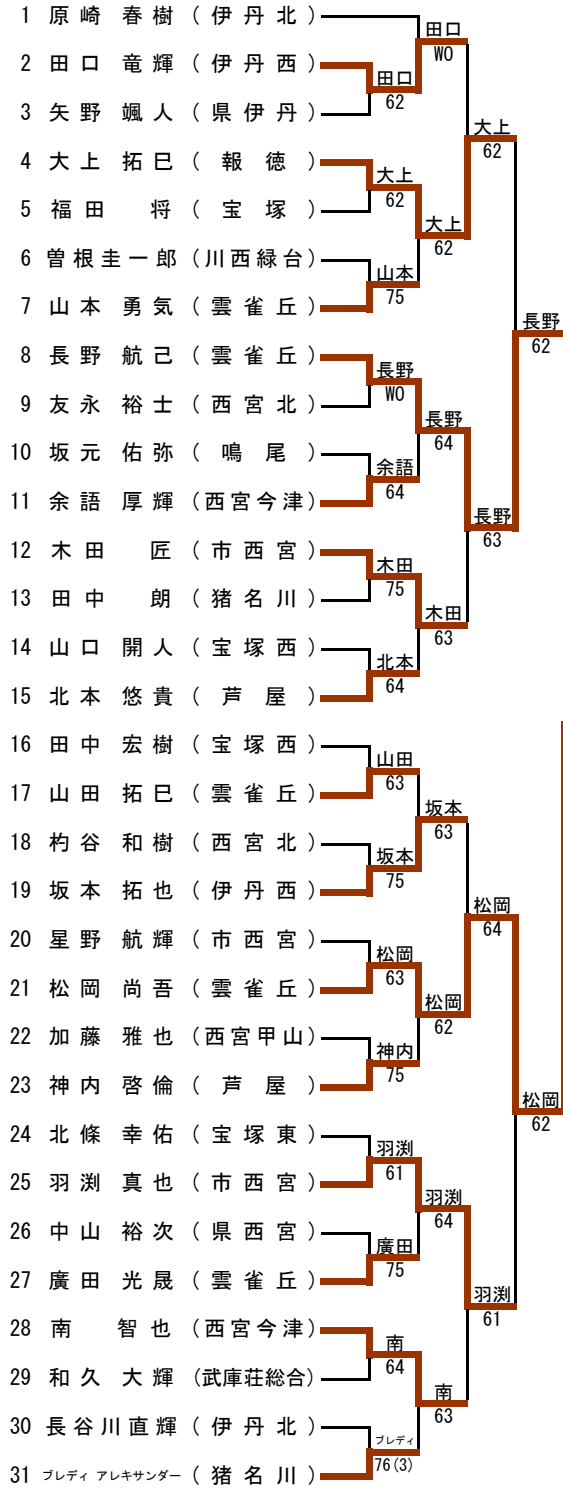 1 原崎 春樹 (伊丹北)
田口
WO
2 田口 竜輝 (伊丹西)
田口
62
3 矢野 颯人 (県伊丹)
大上
62
4 大上 拓巳 (報徳)
大上
62
5 福田 将 (宝塚)
大上
62
6 曽根圭一郎 (川西緑台)
山本
75
7 山本 勇気 (雲雀丘)
長野
62
8 長野 航己 (雲雀丘)
長野
WO
9 友永 裕士 (西宮北)
長野
64
10 坂元 佑弥 (鳴尾)
余語
64
11 余語 厚輝 (西宮今津)
長野
63
12 木田 匠 (市西宮)
木田
75
13 田中 朗 (猪名川)
木田
63
14 山口 開人 (宝塚西)
北本
64
15 北本 悠貴 (芦屋)
16 田中 宏樹 (宝塚西)
山田
63
17 山田 拓巳 (雲雀丘)
坂本
63
18 杓谷 和樹 (西宮北)
坂本
75
19 坂本 拓也 (伊丹西)
松岡
64
20 星野 航輝 (市西宮)
松岡
63
21 松岡 尚吾 (雲雀丘)
松岡
62
22 加藤 雅也 (西宮甲山)
神内
75
23 神内 啓倫 (芦屋)
松岡
62
24 北條 幸佑 (宝塚東)
羽渕
61
25 羽渕 真也 (市西宮)
羽渕
64
26 中山 裕次 (県西宮)
廣田
75
27 廣田 光晟 (雲雀丘)
羽渕
61
28 南 智也 (西宮今津)
南
64
29 和久 大輝 (武庫荘総合)
南
63
30 長谷川直輝 (伊丹北)
ブレディ
76(3)
31 ブレディ アレキサンダー (猪名川)